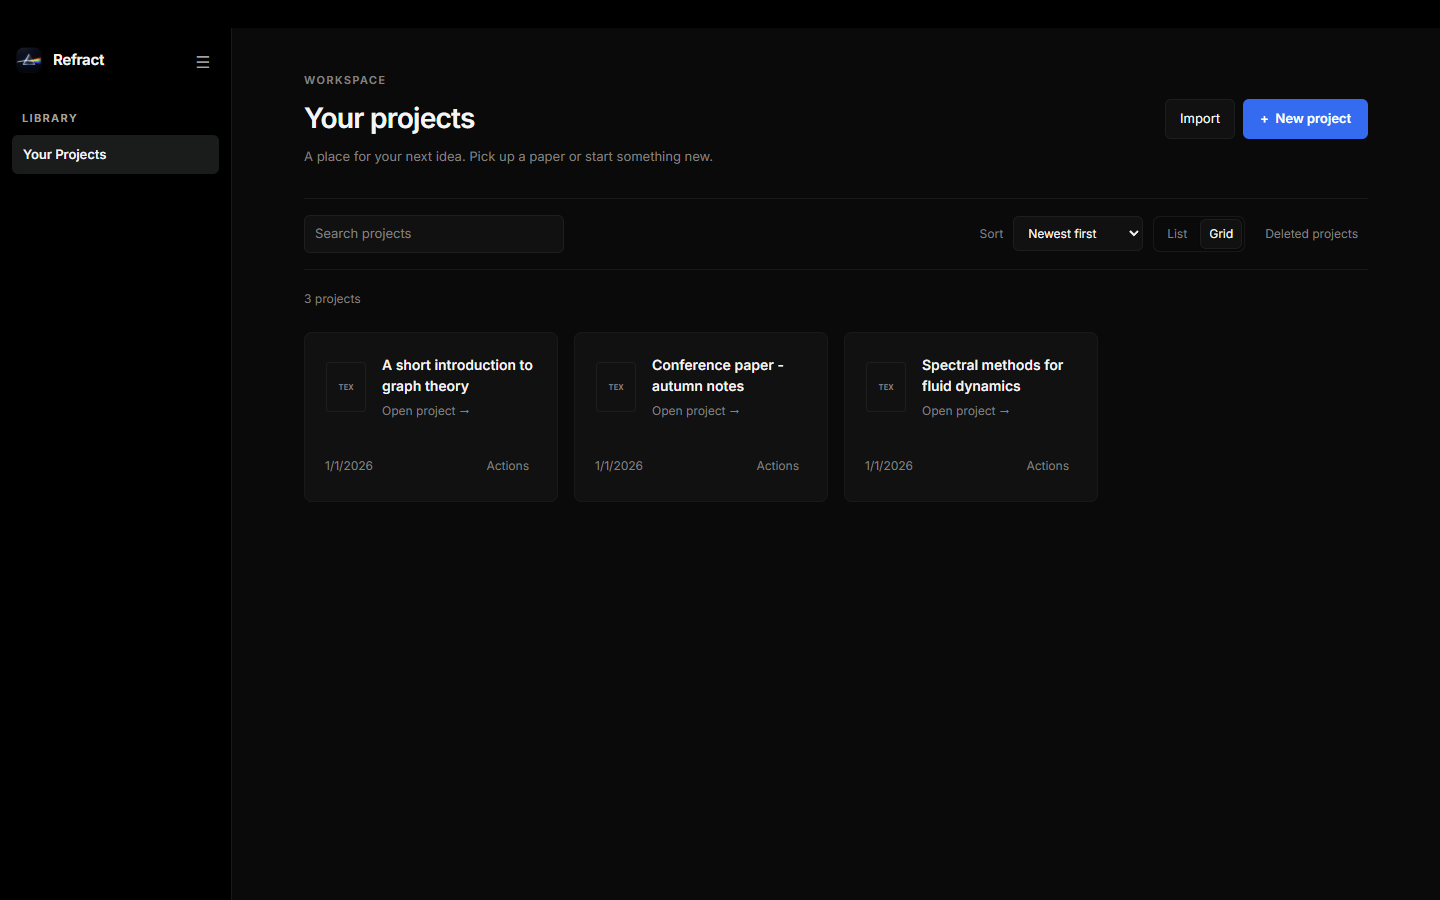 Refract
LIBRARY
Your Projects
WORKSPACE
Your projects
A place for your next idea. Pick up a paper or start something new.
Import
+ New project
Search projects
Sort
Newest first
List
Grid
Deleted projects
3 projects
TEX
A short introduction to
graph theory
Open project →
1/1/2026
Actions
TEX
Conference paper -
autumn notes
Open project →
1/1/2026
Actions
TEX
Spectral methods for
fluid dynamics
Open project →
1/1/2026
Actions